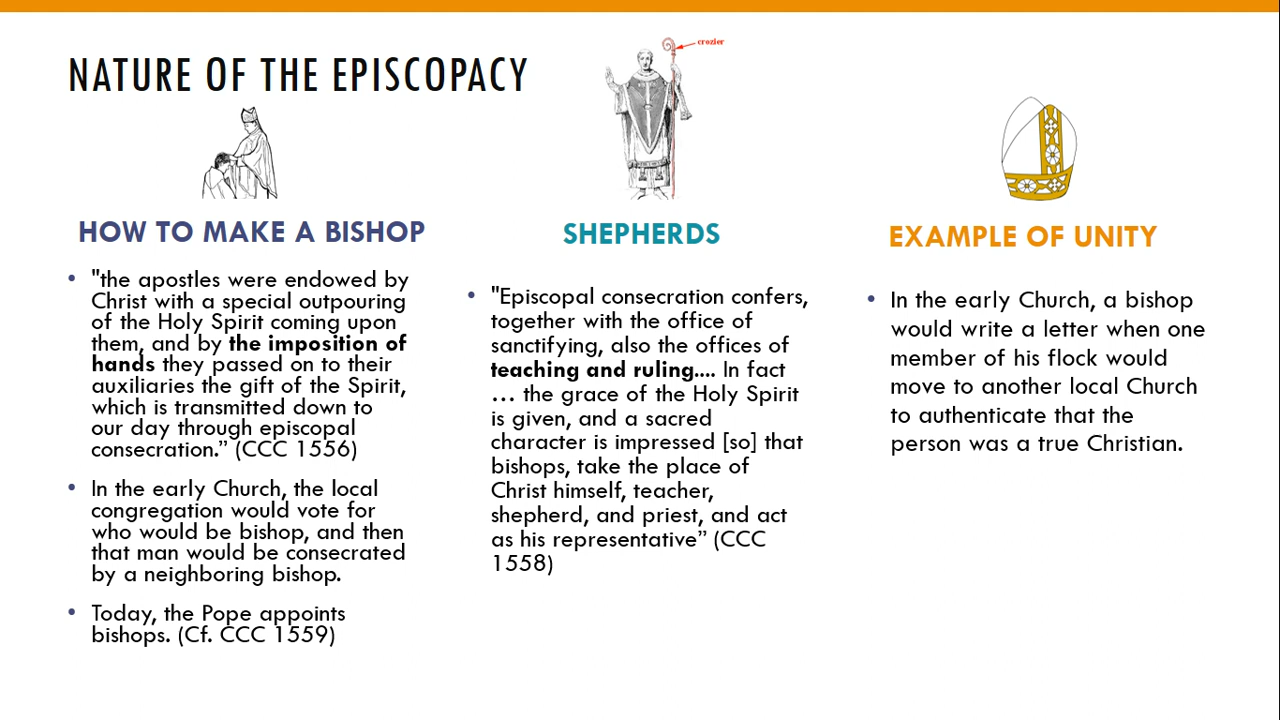 NATURE OF THE EPISCOPACY
crozier
HOW TO MAKE A BISHOP
• "the apostles were endowed by
Christ with a special outpouring
of the Holy Spirit coming upon
them, and by the imposition of
hands they passed on to their
auxiliaries the gift of the Spirit,
which is transmitted down to
our day through episcopal
consecration.” (CCC 1556)
• In the early Church, the local
congregation would vote for
who would be bishop, and then
that man would be consecrated
by a neighboring bishop.
• Today, the Pope appoints
bishops. (Cf. CCC 1559)
SHEPHERDS
• "Episcopal consecration confers,
together with the office of
sanctifying, also the offices of
teaching and ruling.... In fact
… the grace of the Holy Spirit
is given, and a sacred
character is impressed [so] that
bishops, take the place of
Christ himself, teacher,
shepherd, and priest, and act
as his representative” (CCC
1558)
EXAMPLE OF UNITY
• In the early Church, a bishop
would write a letter when one
member of his flock would
move to another local Church
to authenticate that the
person was a true Christian.